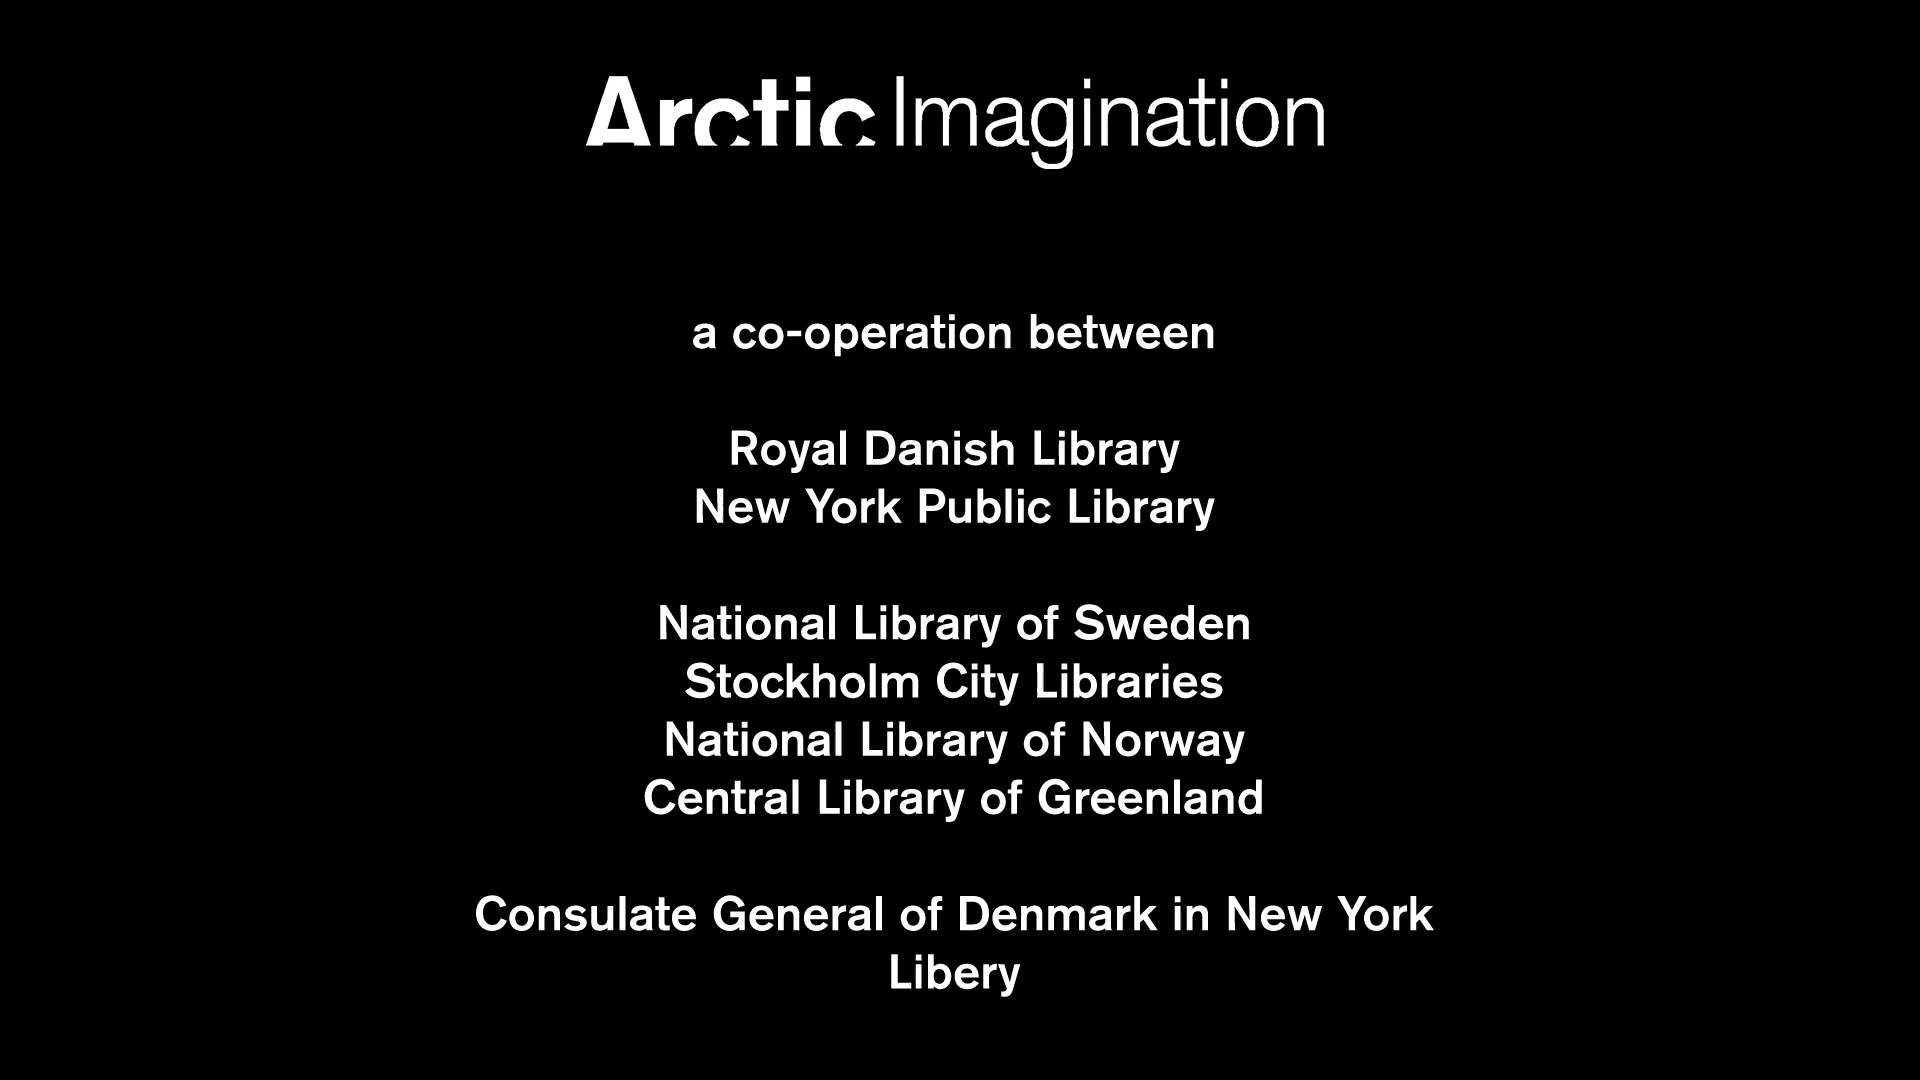 Arctic Imagination
a co-operation between
Royal Danish Library
New York Public Library
National Library of Sweden
Stockholm City Libraries
National Library of Norway
Central Library of Greenland
Consulate General of Denmark in New York
Libery